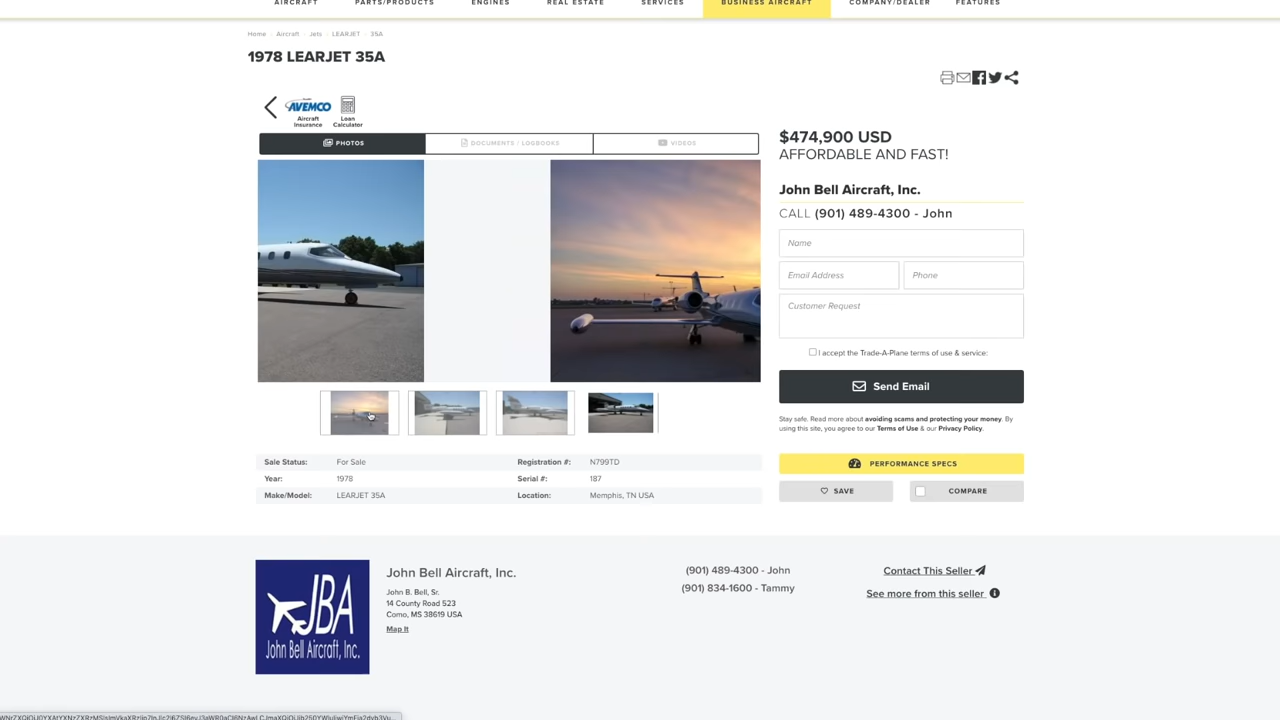 AIRCRAFT PARTS/PRODUCTS ENGINES REAL ESTATE SERVICES BUSINESS AIRCRAFT COMPANY/DEALER FEATURES
Home Aircraft Jets LEARJET 35A
1978 LEARJET 35A
AVEMCO
Aircraft Insurance
Loan Calculator
PHOTOS DOCUMENTS / LOGBOOKS VIDEOS
$474,900 USD
AFFORDABLE AND FAST!
John Bell Aircraft, Inc.
CALL (901) 489-4300 - John
Name
Email Address Phone
Customer Request
I accept the Trade-A-Plane terms of use & service:
Send Email
Stay safe. Read more about avoiding scams and protecting your money. By
using this site, you agree to our Terms of Use & our Privacy Policy.
PERFORMANCE SPECS
SAVE COMPARE
Sale Status: For Sale Registration #: N799TD
Year: 1978 Serial #: 187
Make/Model: LEARJET 35A Location: Memphis, TN USA
JBA
John Bell Aircraft, Inc.
John Bell Aircraft, Inc.
John B. Bell, Sr.
14 County Road 523
Como, MS 38619 USA
Map It
(901) 489-4300 - John
(901) 834-1600 - Tammy
Contact This Seller
See more from this seller